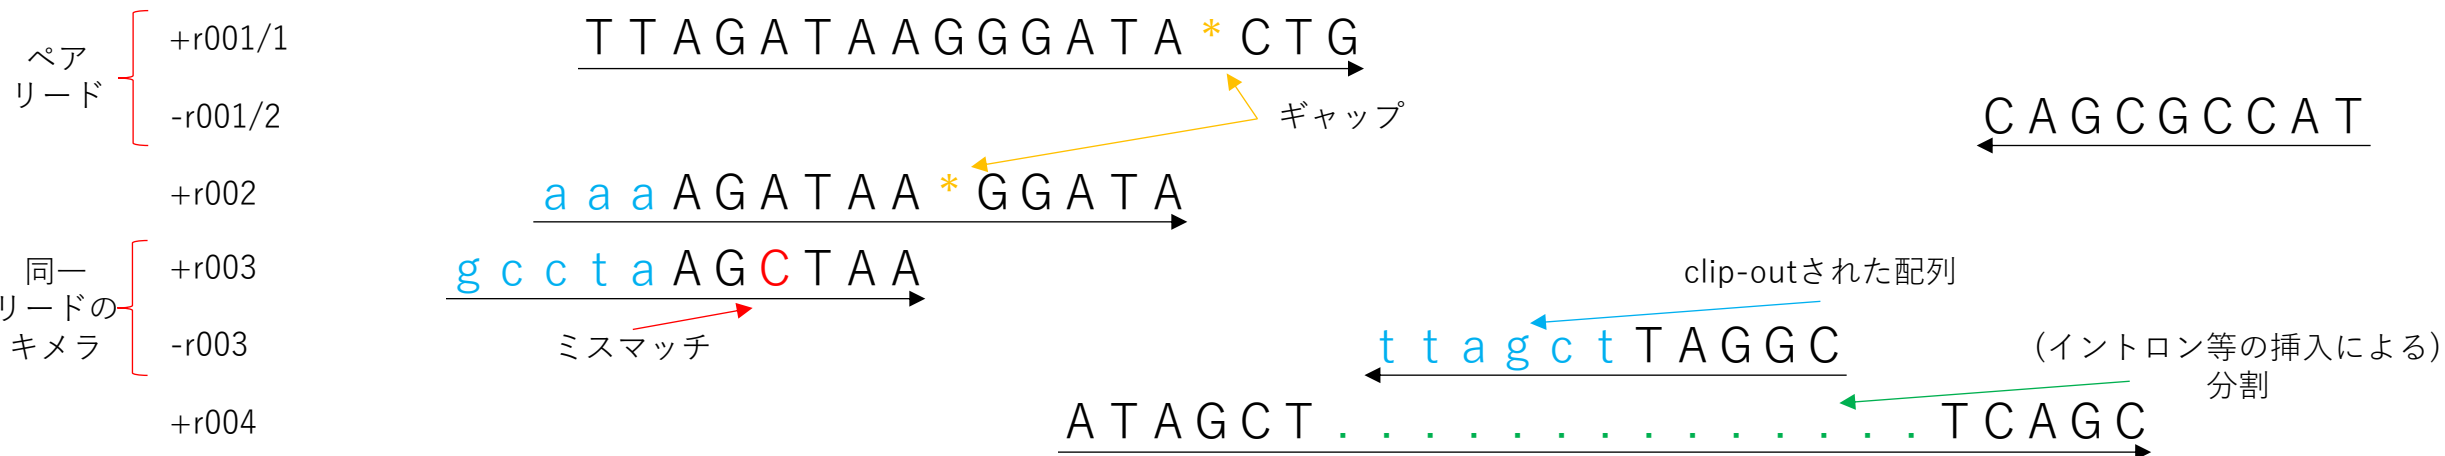 ペア
リード
+r001/1
TTAGATAAGGGATA*CTG
-r001/2
ギャップ
CAGCGCCAT
+r002
aaaAGATAA*GGATA
同一
リードの
キメラ
+r003
gcctaAGCTAA
ミスマッチ
clip-outされた配列
-r003
ttagctTAGGC
(イントロン等の挿入による)
分割
+r004
ATAGCT..............TCAGC